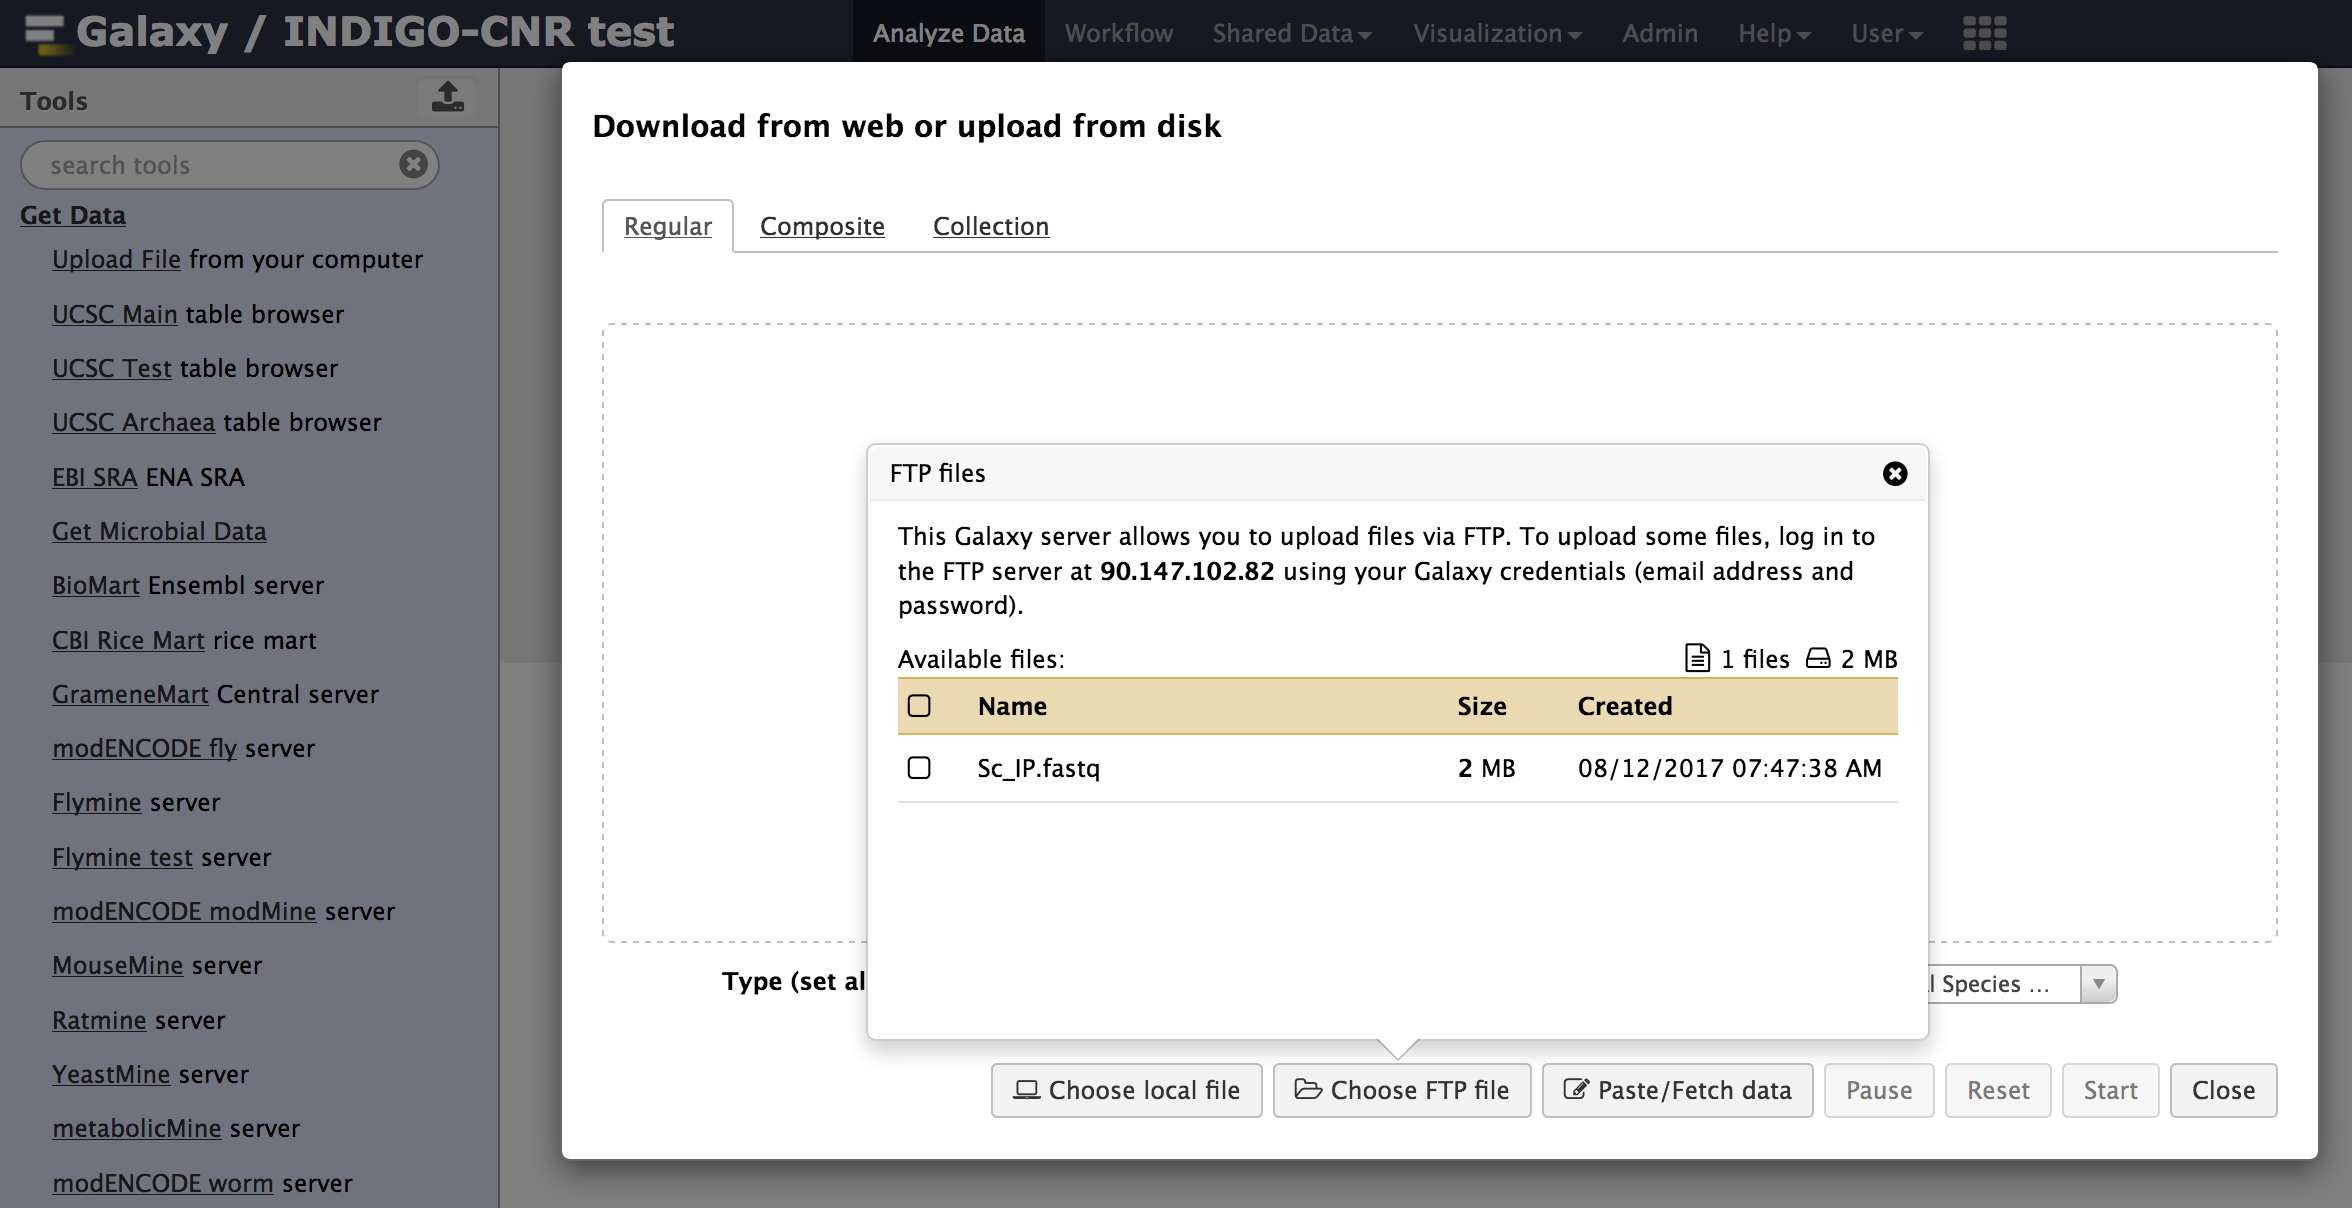 Galaxy / INDIGO-CNR test
Analyze Data Workflow Shared Data Visualization Admin Help User
Tools
search tools
Get Data
Upload File from your computer
UCSC Main table browser
UCSC Test table browser
UCSC Archaea table browser
EBI SRA ENA SRA
Get Microbial Data
BioMart Ensembl server
CBI Rice Mart rice mart
GrameneMart Central server
modENCODE fly server
Flymine server
Flymine test server
modENCODE modMine server
MouseMine server
Ratmine server
YeastMine server
metabolicMine server
modENCODE worm server
Download from web or upload from disk
Regular Composite Collection
FTP files
This Galaxy server allows you to upload files via FTP. To upload some files, log in to
the FTP server at 90.147.102.82 using your Galaxy credentials (email address and
password).
Available files: 1 files 2 MB
Name Size Created
Sc_IP.fastq 2 MB 08/12/2017 07:47:38 AM
Type (set al
l Species ...
Choose local file Choose FTP file Paste/Fetch data Pause Reset Start Close